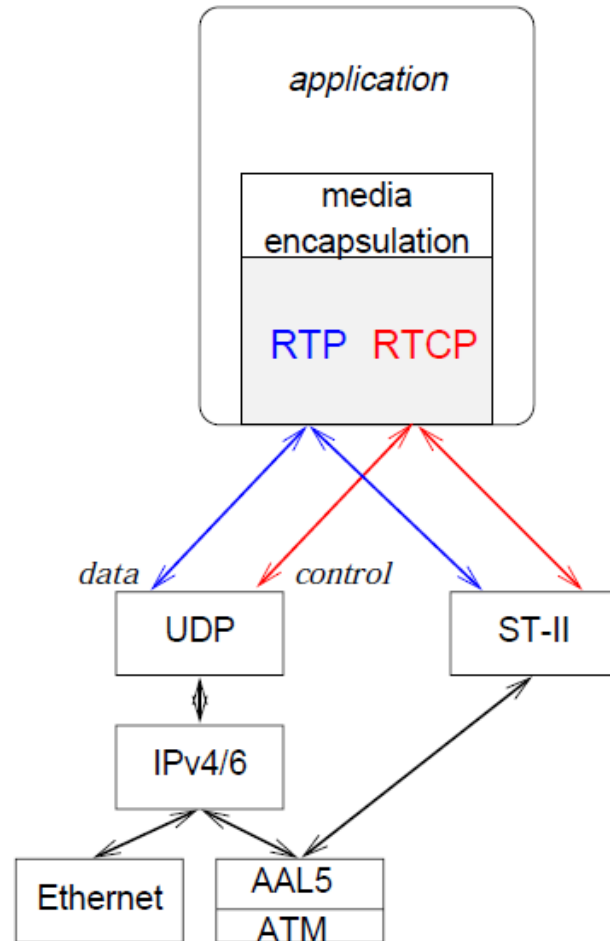 application
media
encapsulation
RTP RTCP
data control
UDP ST-II
IPv4/6
Ethernet AAL5
ATM